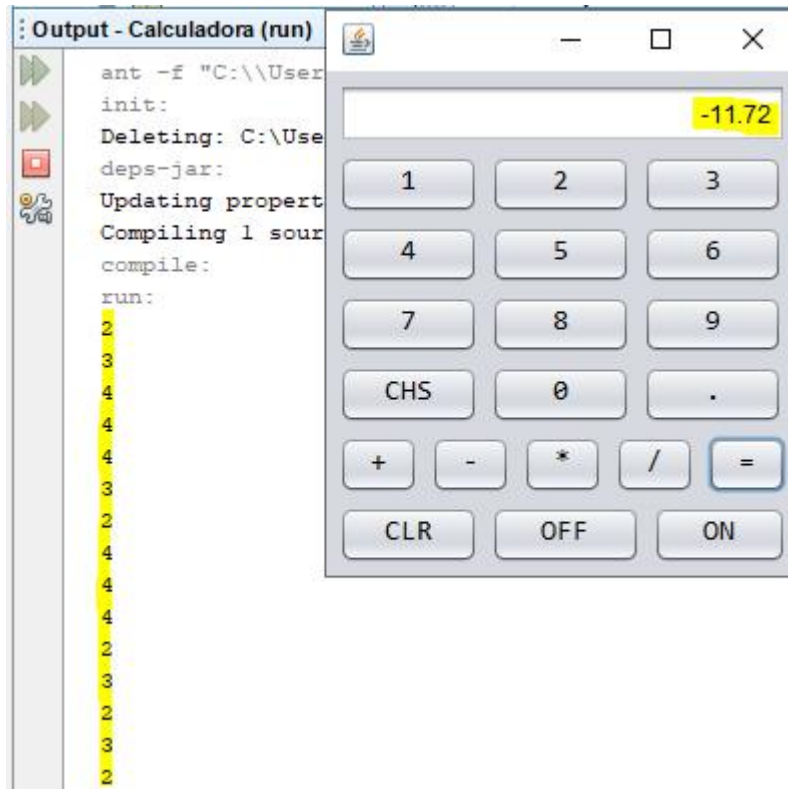 Output - Calculadora (run)
ant -f "C:\\User
init:
Deleting: C:\Use
deps-jar:
Updating propert
Compiling 1 sour
compile:
run:
2
3
4
4
4
3
2
4
4
4
2
3
2
3
2
-11.72
1 2 3
4 5 6
7 8 9
CHS 0 .
+ - * / =
CLR OFF ON